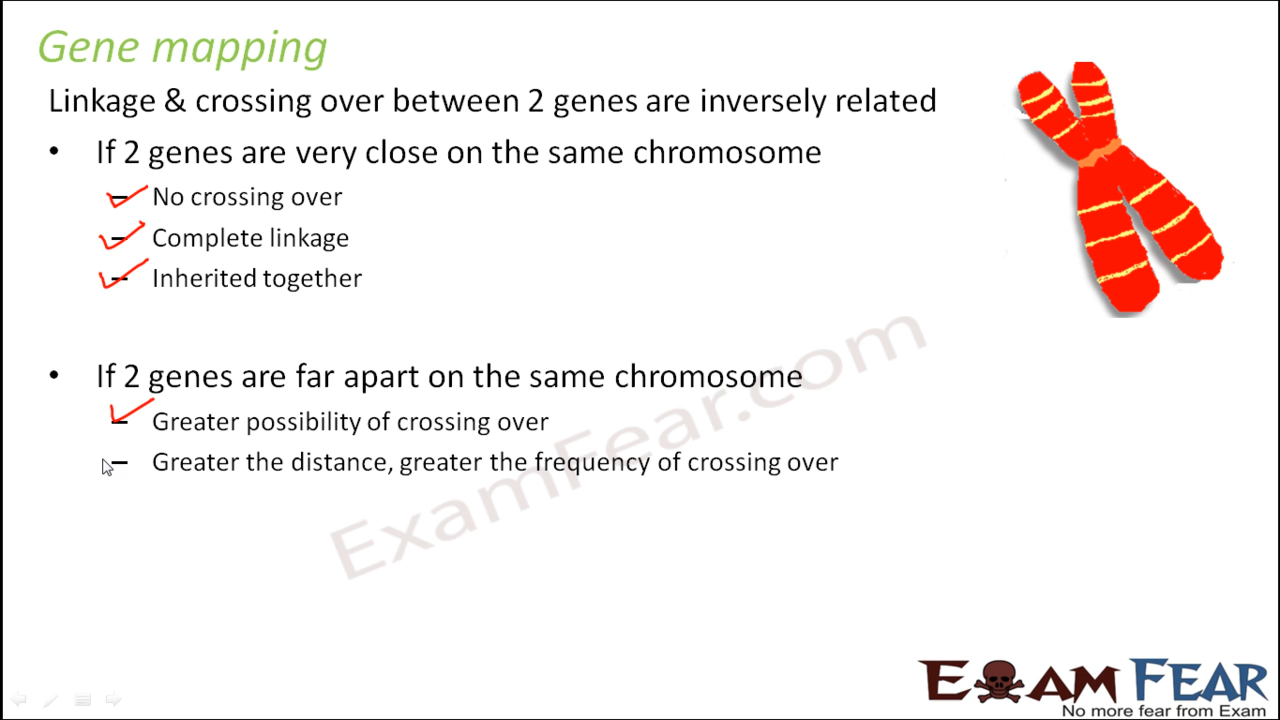 Gene mapping
Linkage & crossing over between 2 genes are inversely related
• If 2 genes are very close on the same chromosome
– No crossing over
– Complete linkage
– Inherited together
• If 2 genes are far apart on the same chromosome
– Greater possibility of crossing over
– Greater the distance, greater the frequency of crossing over
ExamFear.com
EXAM FEAR
No more fear from Exam